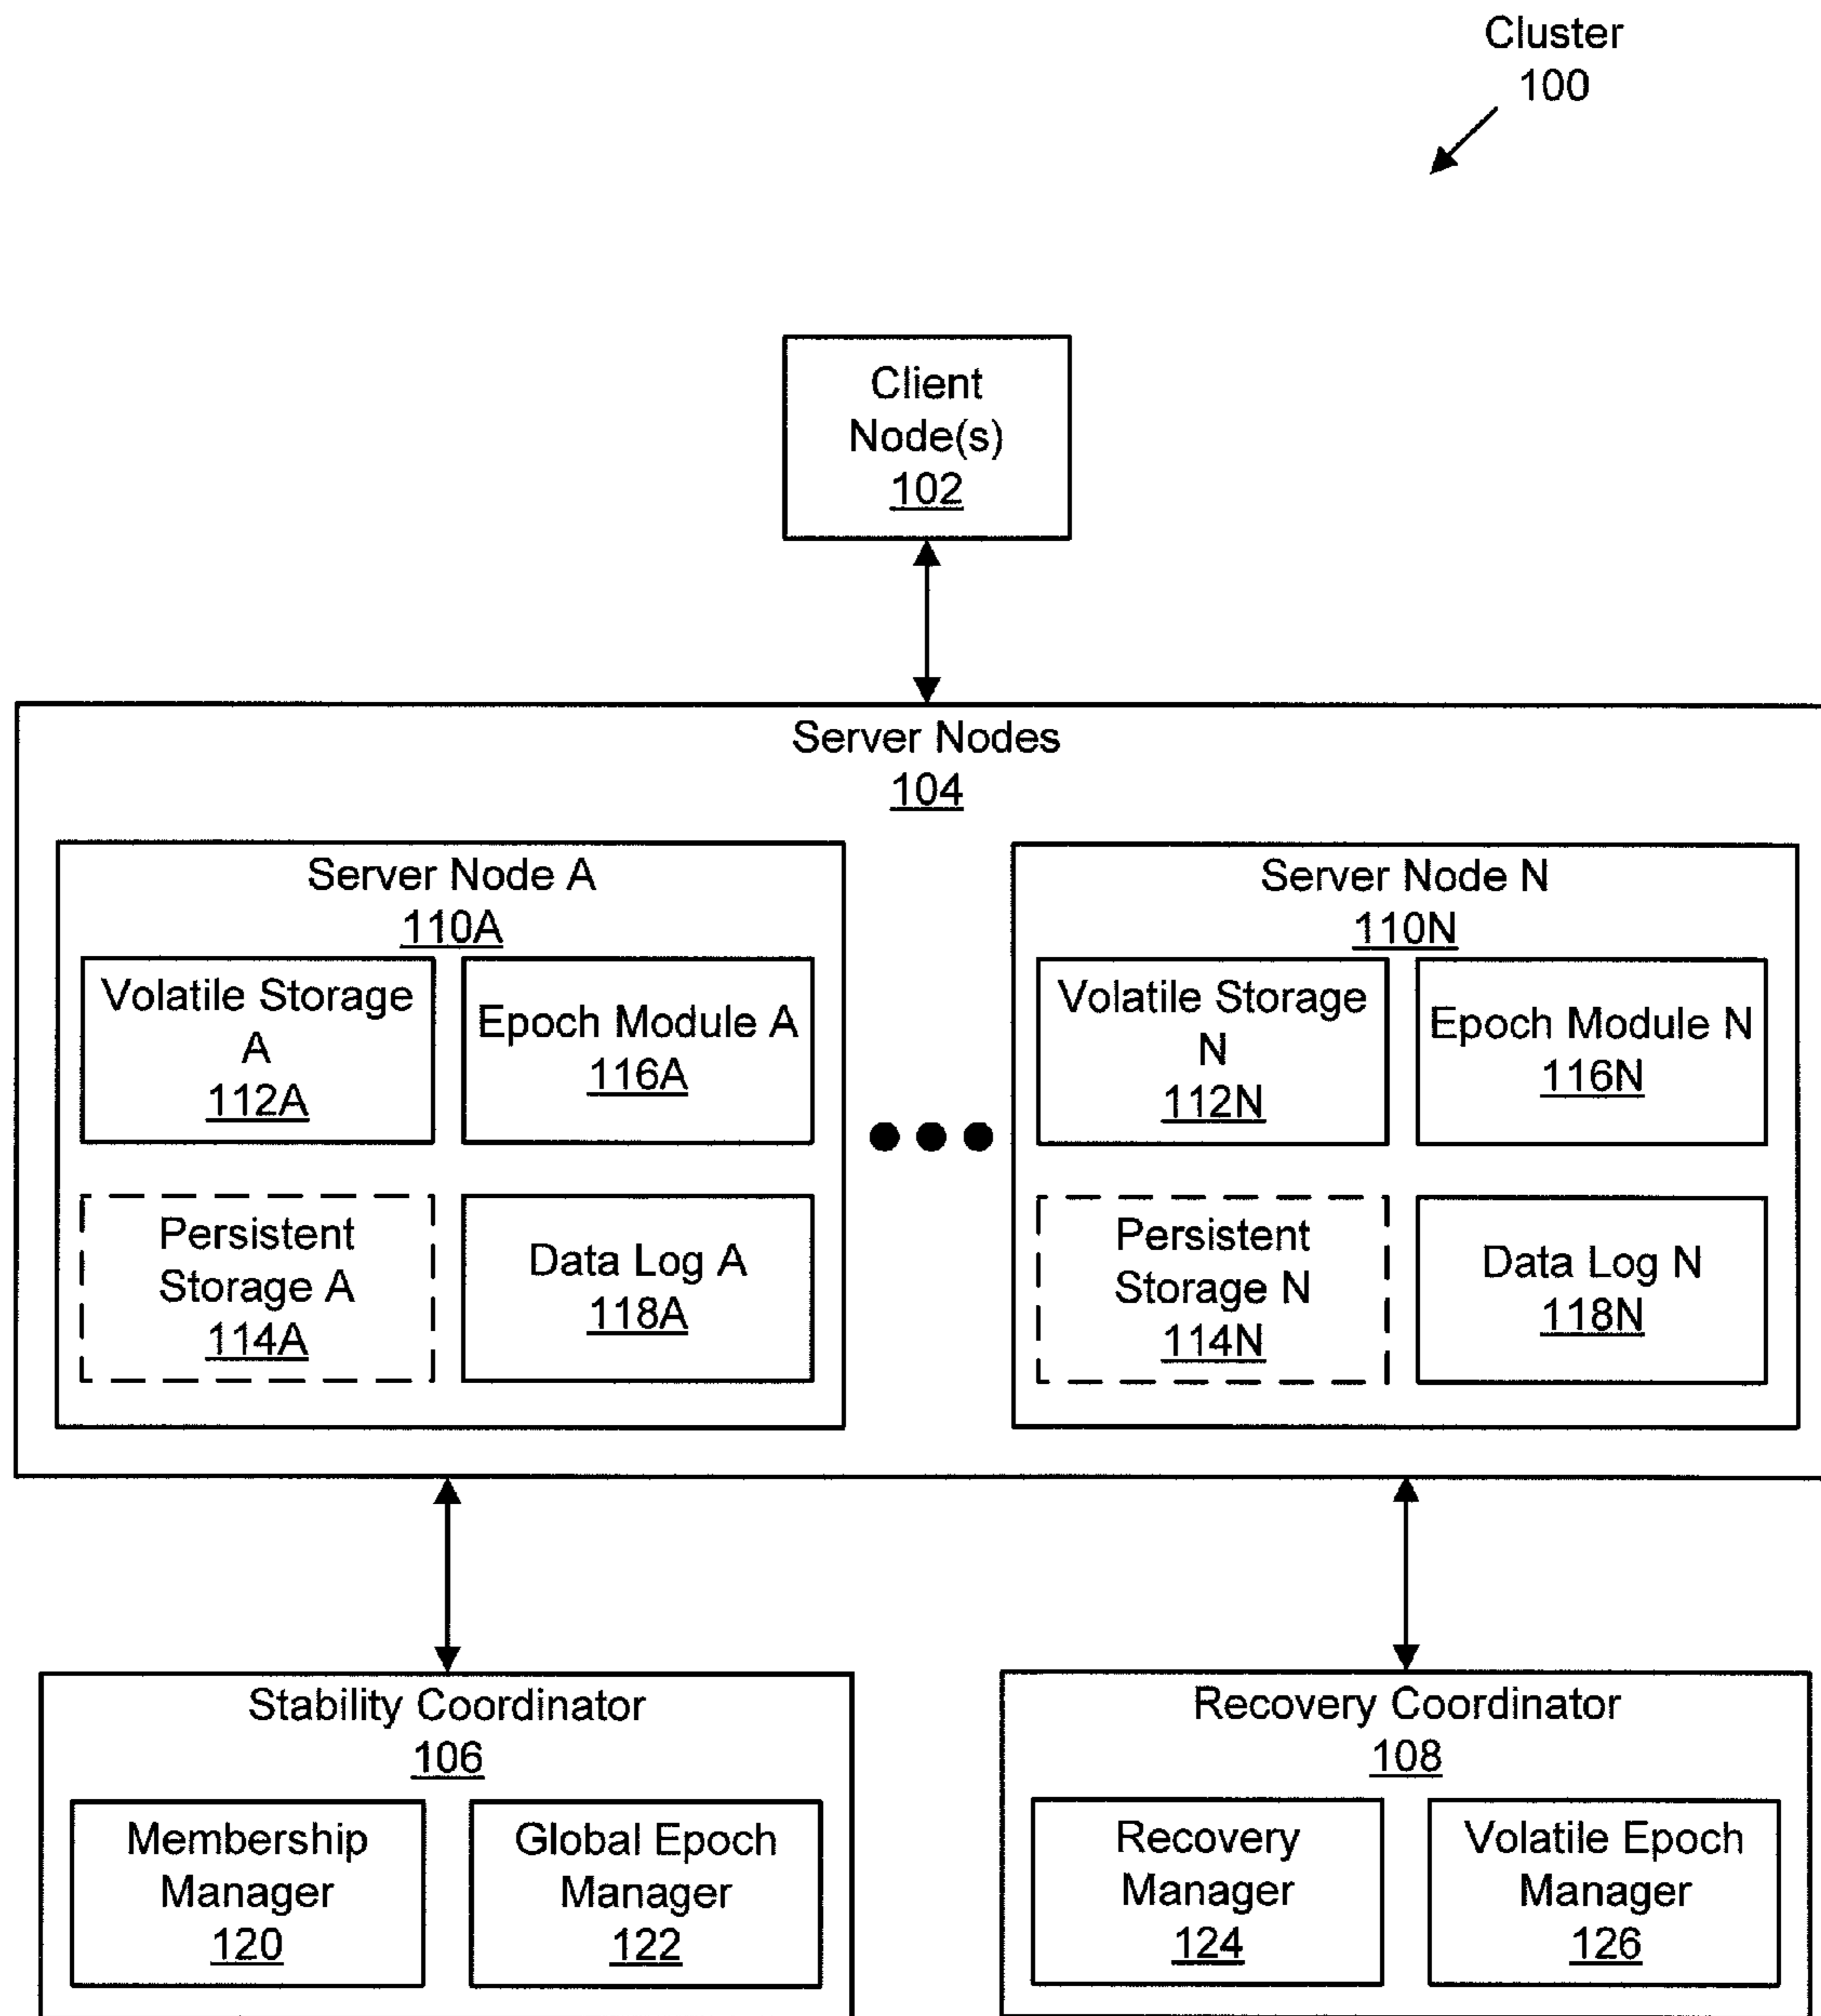 Cluster
100
Client
Node(s)
102
Server Nodes
104
Server Node A
110A
Volatile Storage
A
112A
Epoch Module A
116A
Persistent
Storage A
114A
Data Log A
118A
Server Node N
110N
Volatile Storage
N
112N
Epoch Module N
116N
Persistent
Storage N
114N
Data Log N
118N
Stability Coordinator
106
Membership
Manager
120
Global Epoch
Manager
122
Recovery Coordinator
108
Recovery
Manager
124
Volatile Epoch
Manager
126